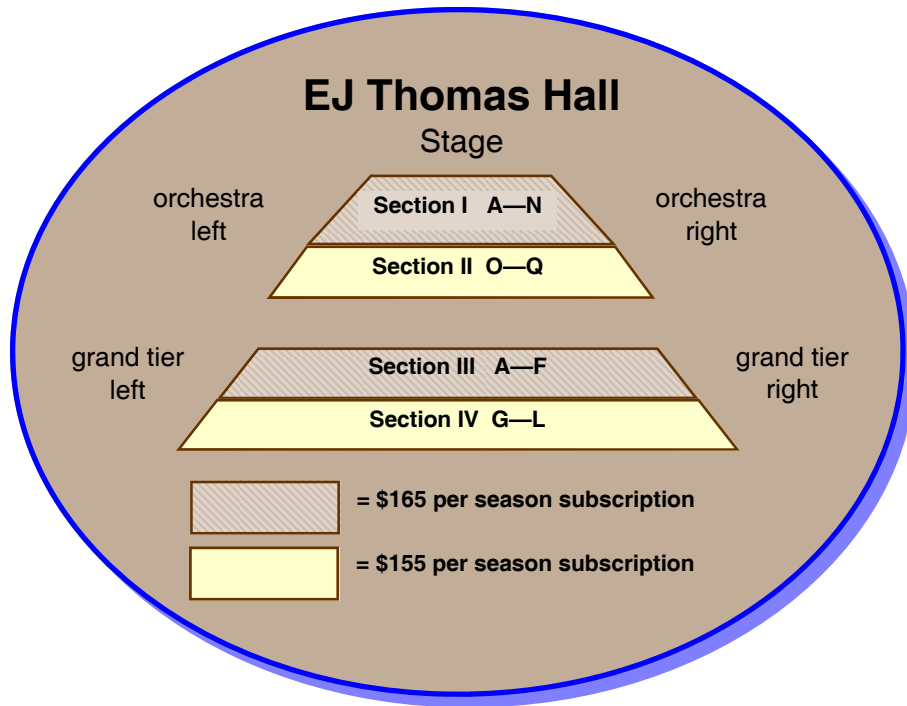 EJ Thomas Hall
Stage
orchestra
left
orchestra
right
Section I A—N
Section II O—Q
grand tier
left
grand tier
right
Section III A—F
Section IV G—L
= $165 per season subscription
= $155 per season subscription